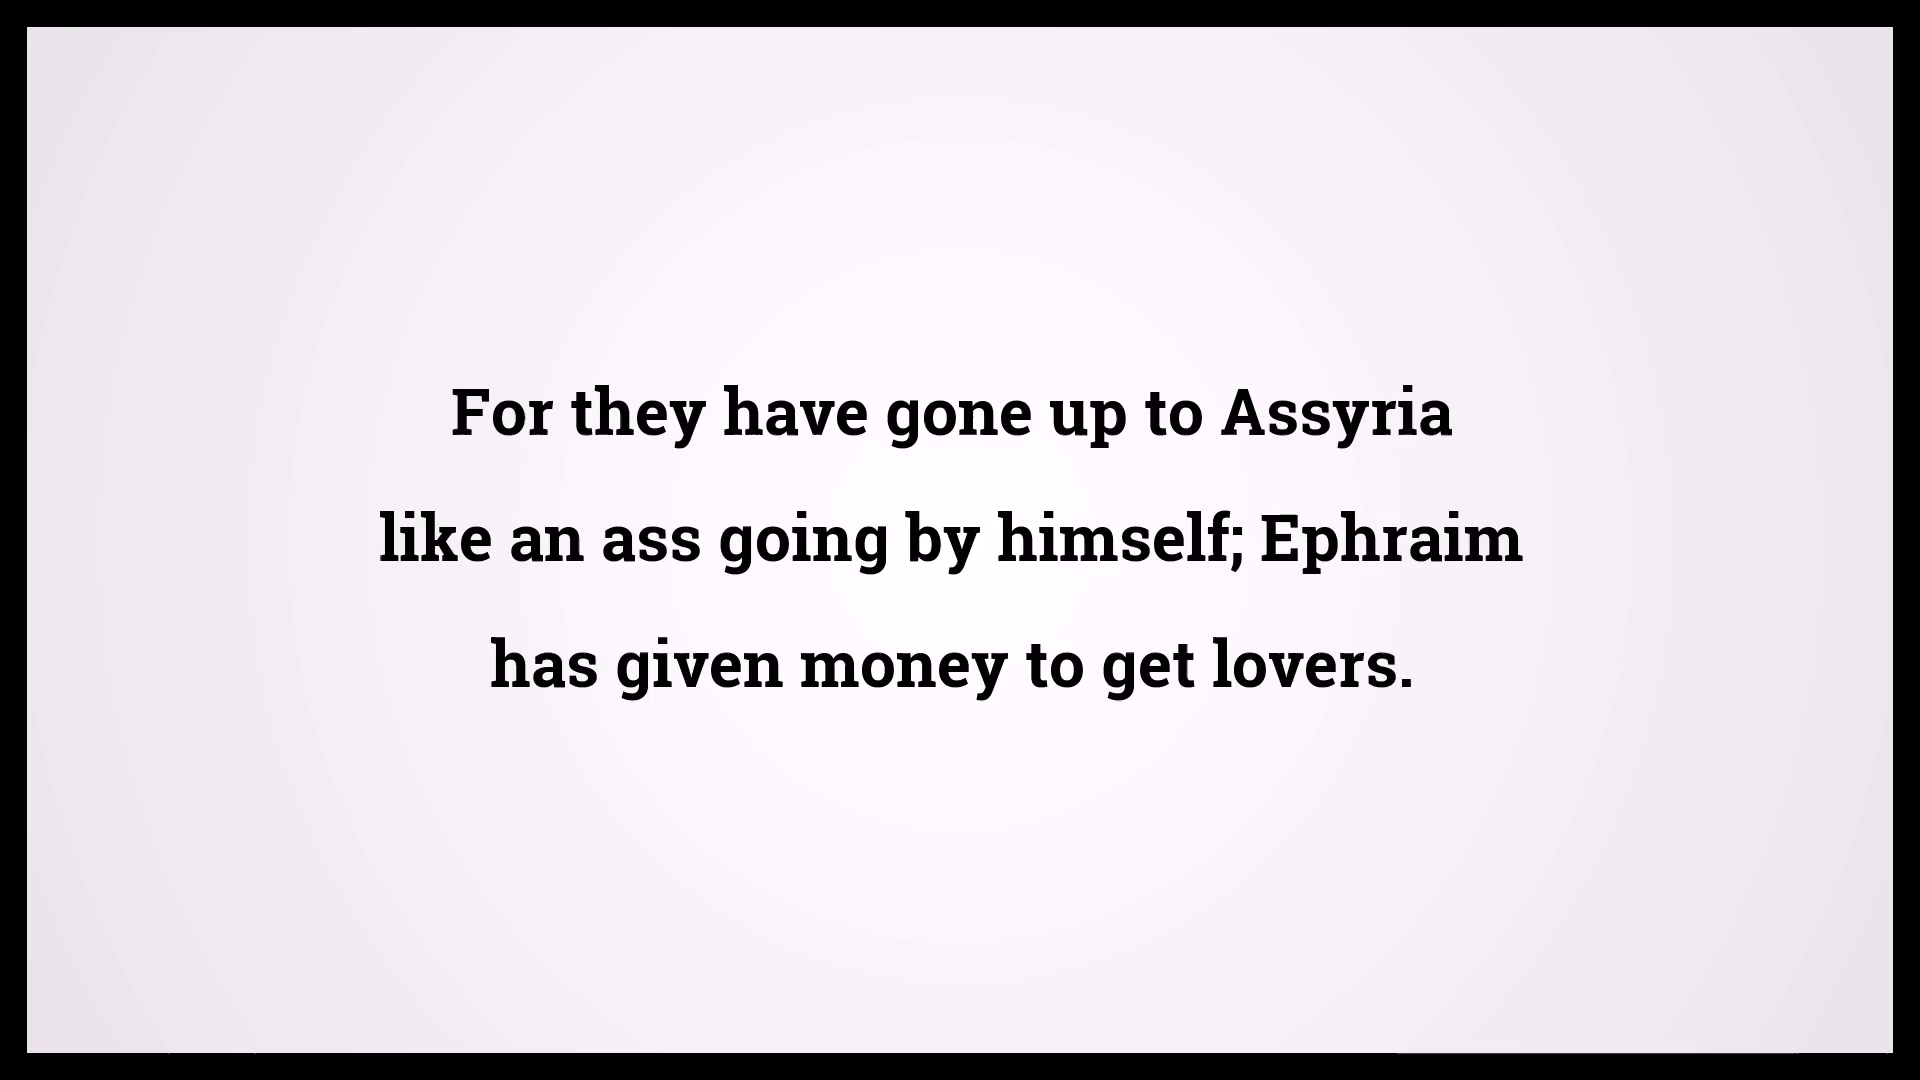 For they have gone up to Assyria
like an ass going by himself; Ephraim
has given money to get lovers.